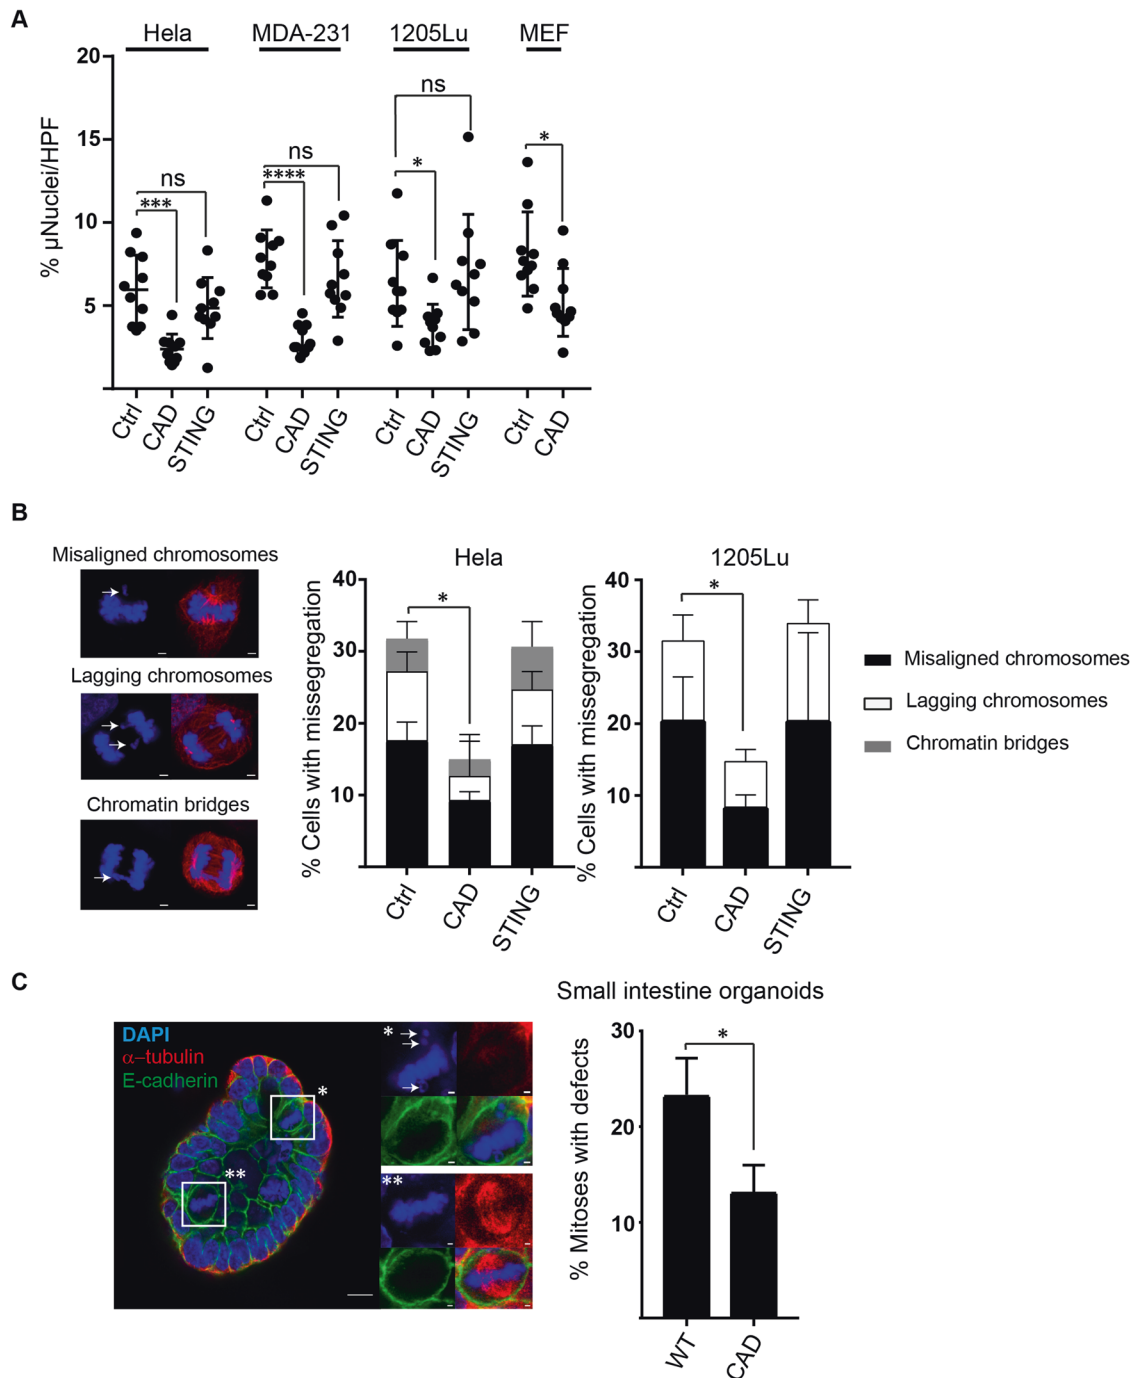 A
Hela MDA-231 1205Lu MEF
% µNuclei/HPF
20
15
10
5
*** ns
**** ns
* ns
*
Ctrl CAD STING Ctrl CAD STING Ctrl CAD STING Ctrl CAD
B
Misaligned chromosomes
Lagging chromosomes
Chromatin bridges
Hela
% Cells with missegregation
40
30
20
10
*
Ctrl CAD STING
1205Lu
% Cells with missegregation
40
30
20
10
*
Ctrl CAD STING
Misaligned chromosomes
Lagging chromosomes
Chromatin bridges
C
DAPI
α–tubulin
E-cadherin
*
**
*
**
Small intestine organoids
% Mitoses with defects
30
20
10
*
WT CAD